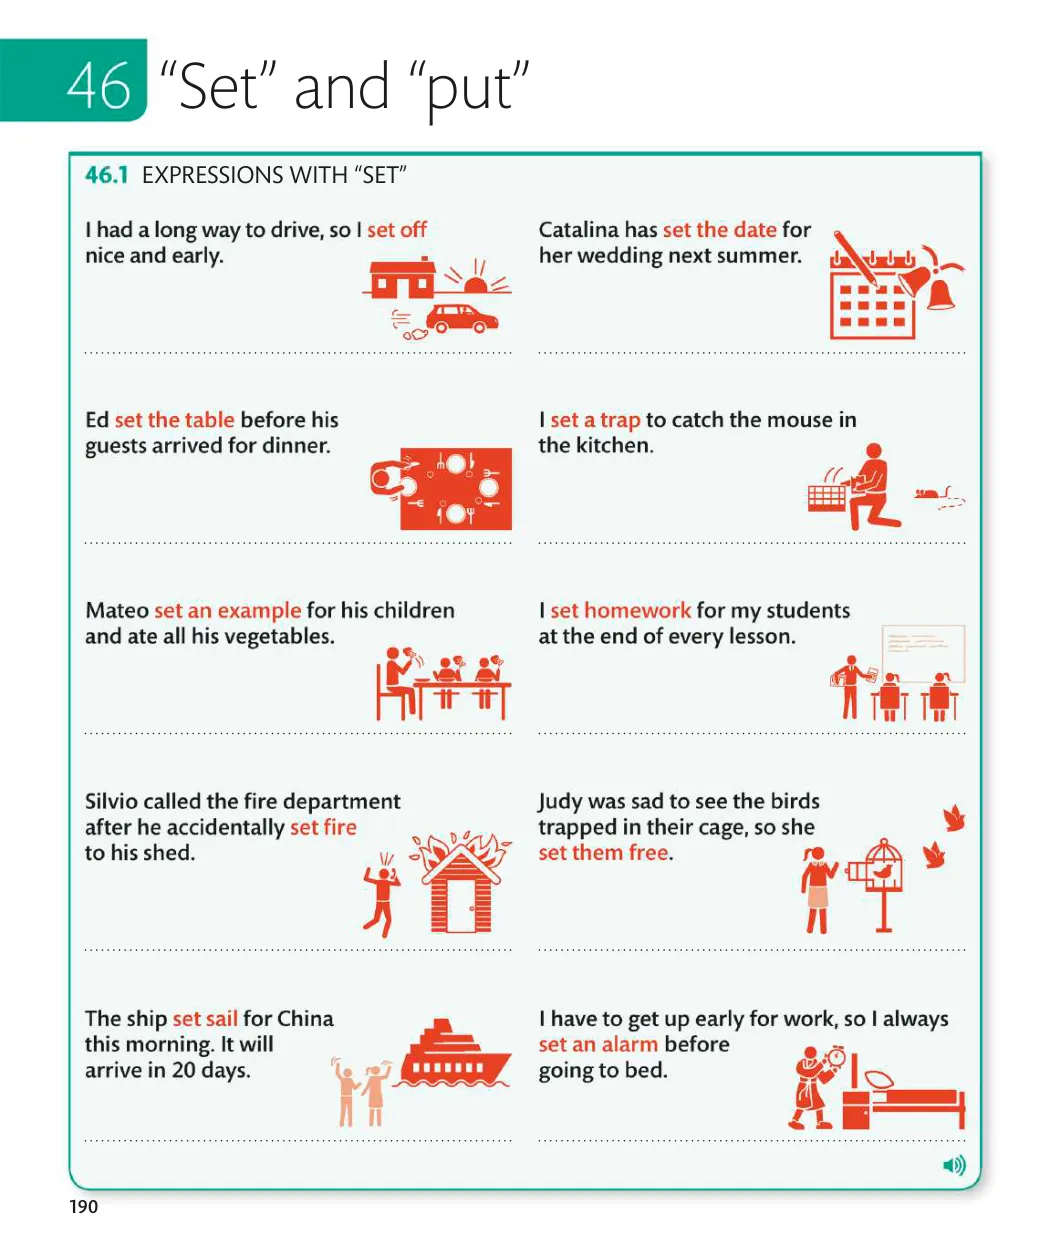 46 “Set” and “put”
46.1 EXPRESSIONS WITH “SET”
I had a long way to drive, so I set off
nice and early.
Catalina has set the date for
her wedding next summer.
Ed set the table before his
guests arrived for dinner.
I set a trap to catch the mouse in
the kitchen.
Mateo set an example for his children
and ate all his vegetables.
I set homework for my students
at the end of every lesson.
Silvio called the fire department
after he accidentally set fire
to his shed.
Judy was sad to see the birds
trapped in their cage, so she
set them free.
The ship set sail for China
this morning. It will
arrive in 20 days.
I have to get up early for work, so I always
set an alarm before
going to bed.
190